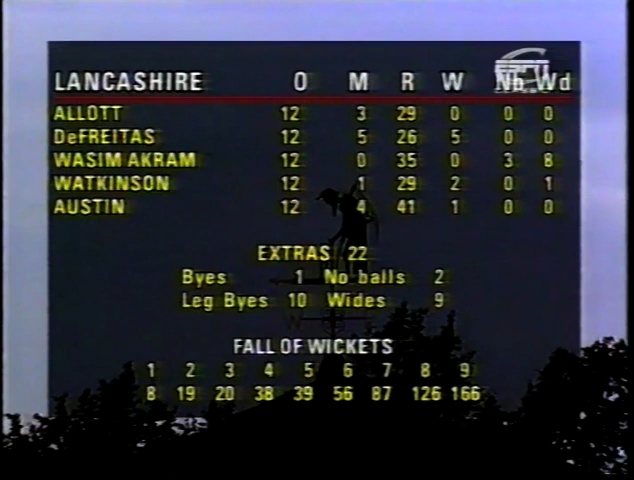 ESPN
LANCASHIRE O M R W Nb Wd
ALLOTT 12 3 29 0 0 0
DeFREITAS 12 5 26 5 0 0
WASIM AKRAM 12 0 35 0 3 8
WATKINSON 12 1 29 2 0 1
AUSTIN 12 41 1 0 0
EXTRAS 22
Byes 1 No balls 2
Leg Byes 10 Wides 9
W
FALL OF WICKETS
1 2 3 4 5 6 7 8 9
8 19 20 38 39 56 87 126 166